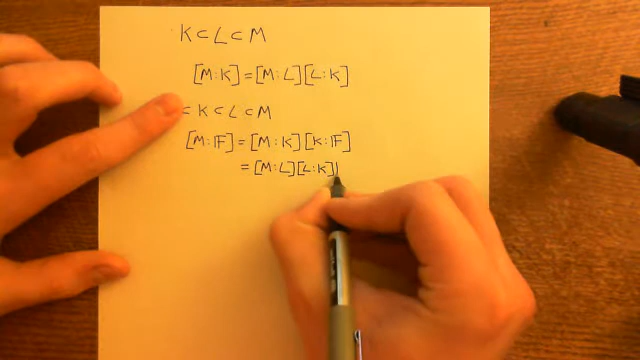 K ⊂ L ⊂ M
[M:K] = [M:L][L:K]
⊂ K ⊂ L ⊂ M
[M:𝔽] = [M:K][K:𝔽]
= [M:L][L:K]